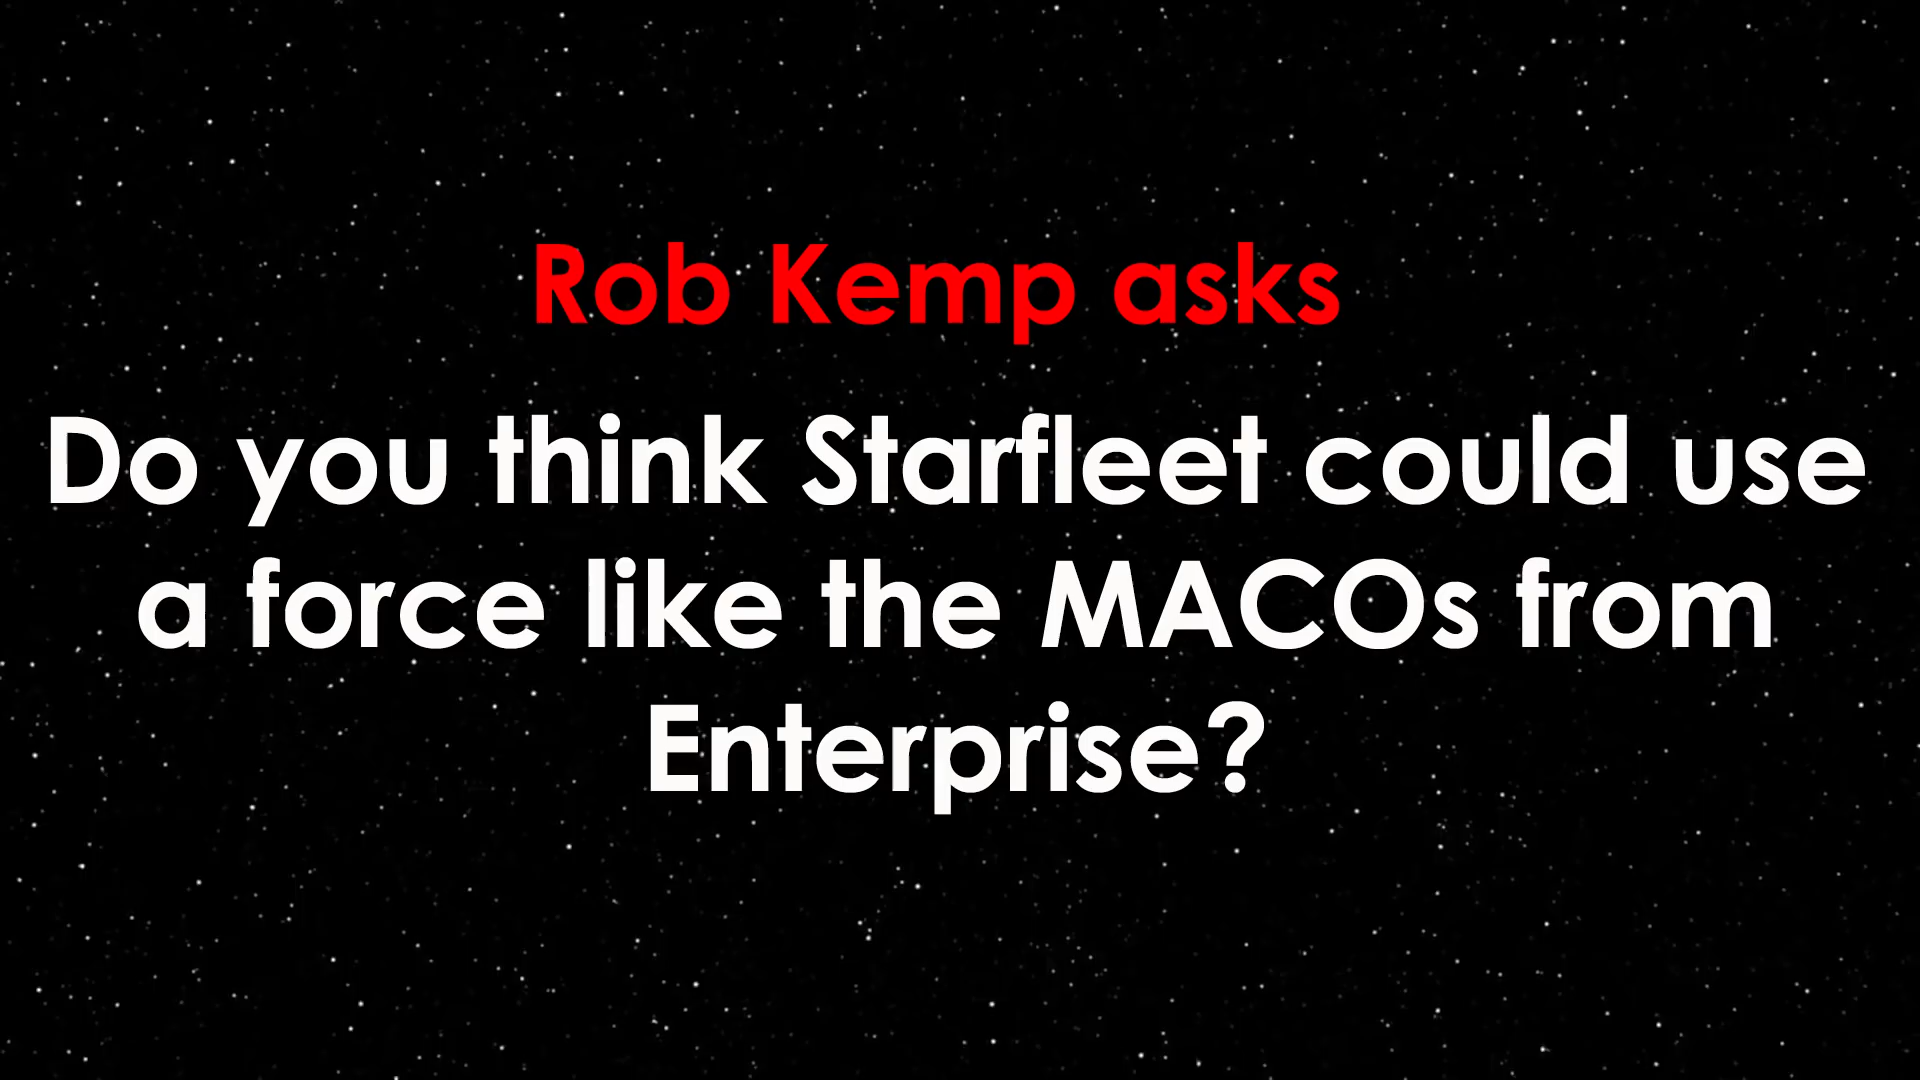 Rob Kemp asks
Do you think Starfleet could use
a force like the MACOs from
Enterprise?